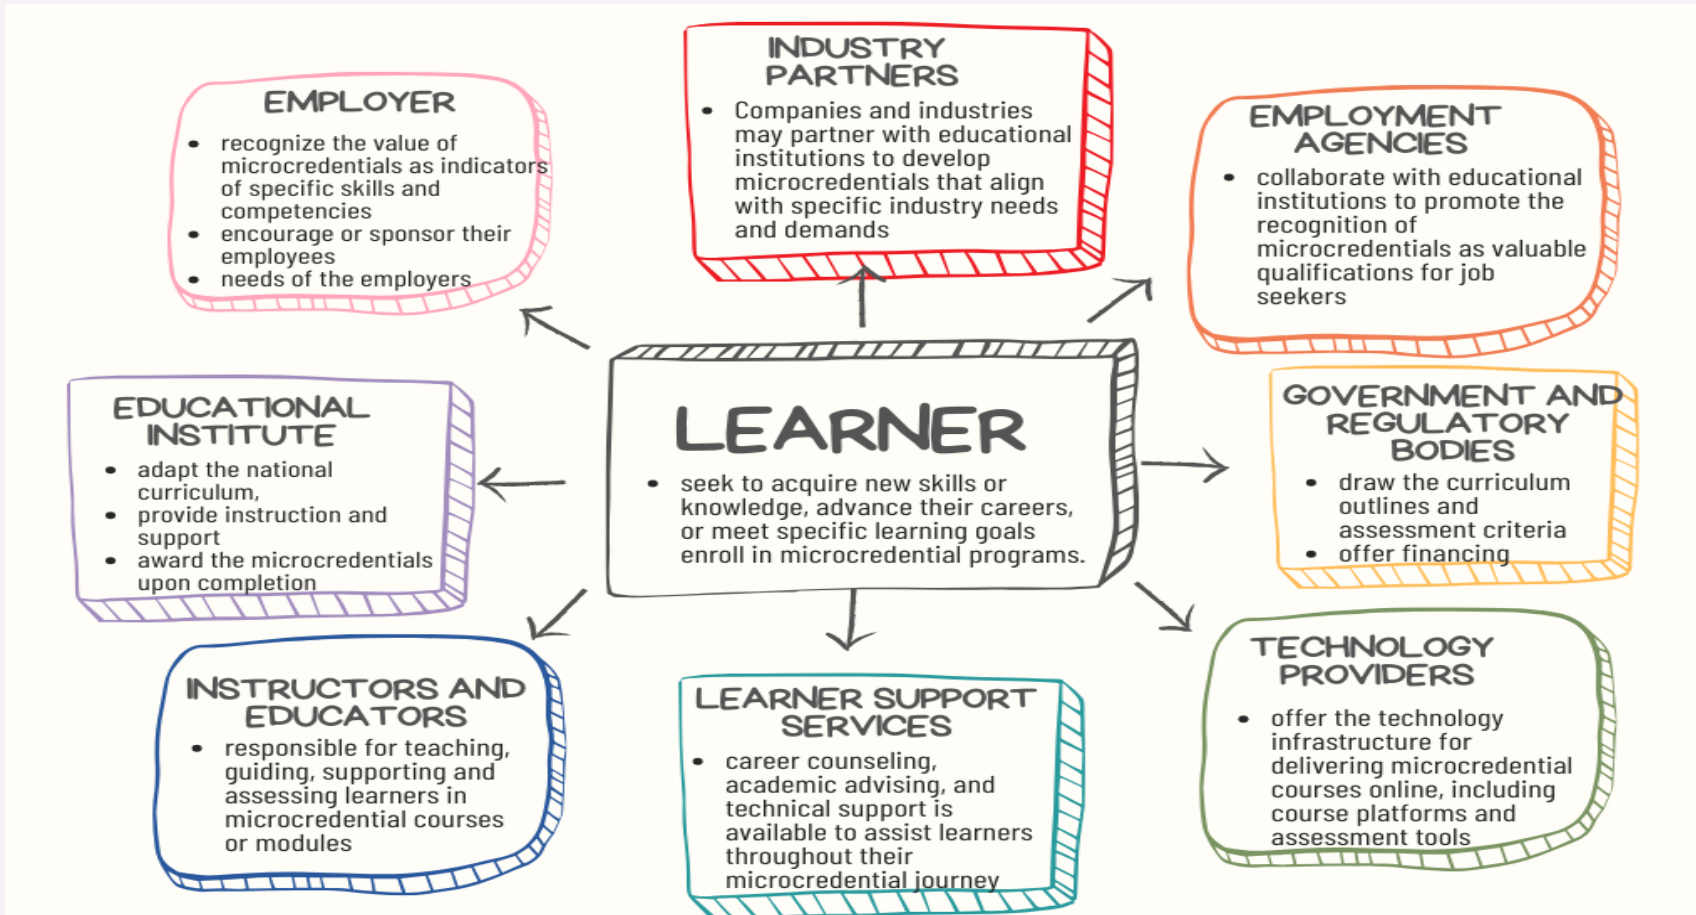 INDUSTRY
PARTNERS
• Companies and industries
may partner with educational
institutions to develop
microcredentials that align
with specific industry needs
and demands
EMPLOYER
• recognize the value of
microcredentials as indicators
of specific skills and
competencies
• encourage or sponsor their
employees
• needs of the employers
EMPLOYMENT
AGENCIES
• collaborate with educational
institutions to promote the
recognition of
microcredentials as valuable
qualifications for job
seekers
EDUCATIONAL
INSTITUTE
• adapt the national
curriculum,
• provide instruction and
support
• award the microcredentials
upon completion
LEARNER
• seek to acquire new skills or
knowledge, advance their careers,
or meet specific learning goals
enroll in microcredential programs.
GOVERNMENT AND
REGULATORY
BODIES
• draw the curriculum
outlines and
assessment criteria
• offer financing
INSTRUCTORS AND
EDUCATORS
• responsible for teaching,
guiding, supporting and
assessing learners in
microcredential courses
or modules
LEARNER SUPPORT
SERVICES
• career counseling,
academic advising, and
technical support is
available to assist learners
throughout their
microcredential journey
TECHNOLOGY
PROVIDERS
• offer the technology
infrastructure for
delivering microcredential
courses online, including
course platforms and
assessment tools